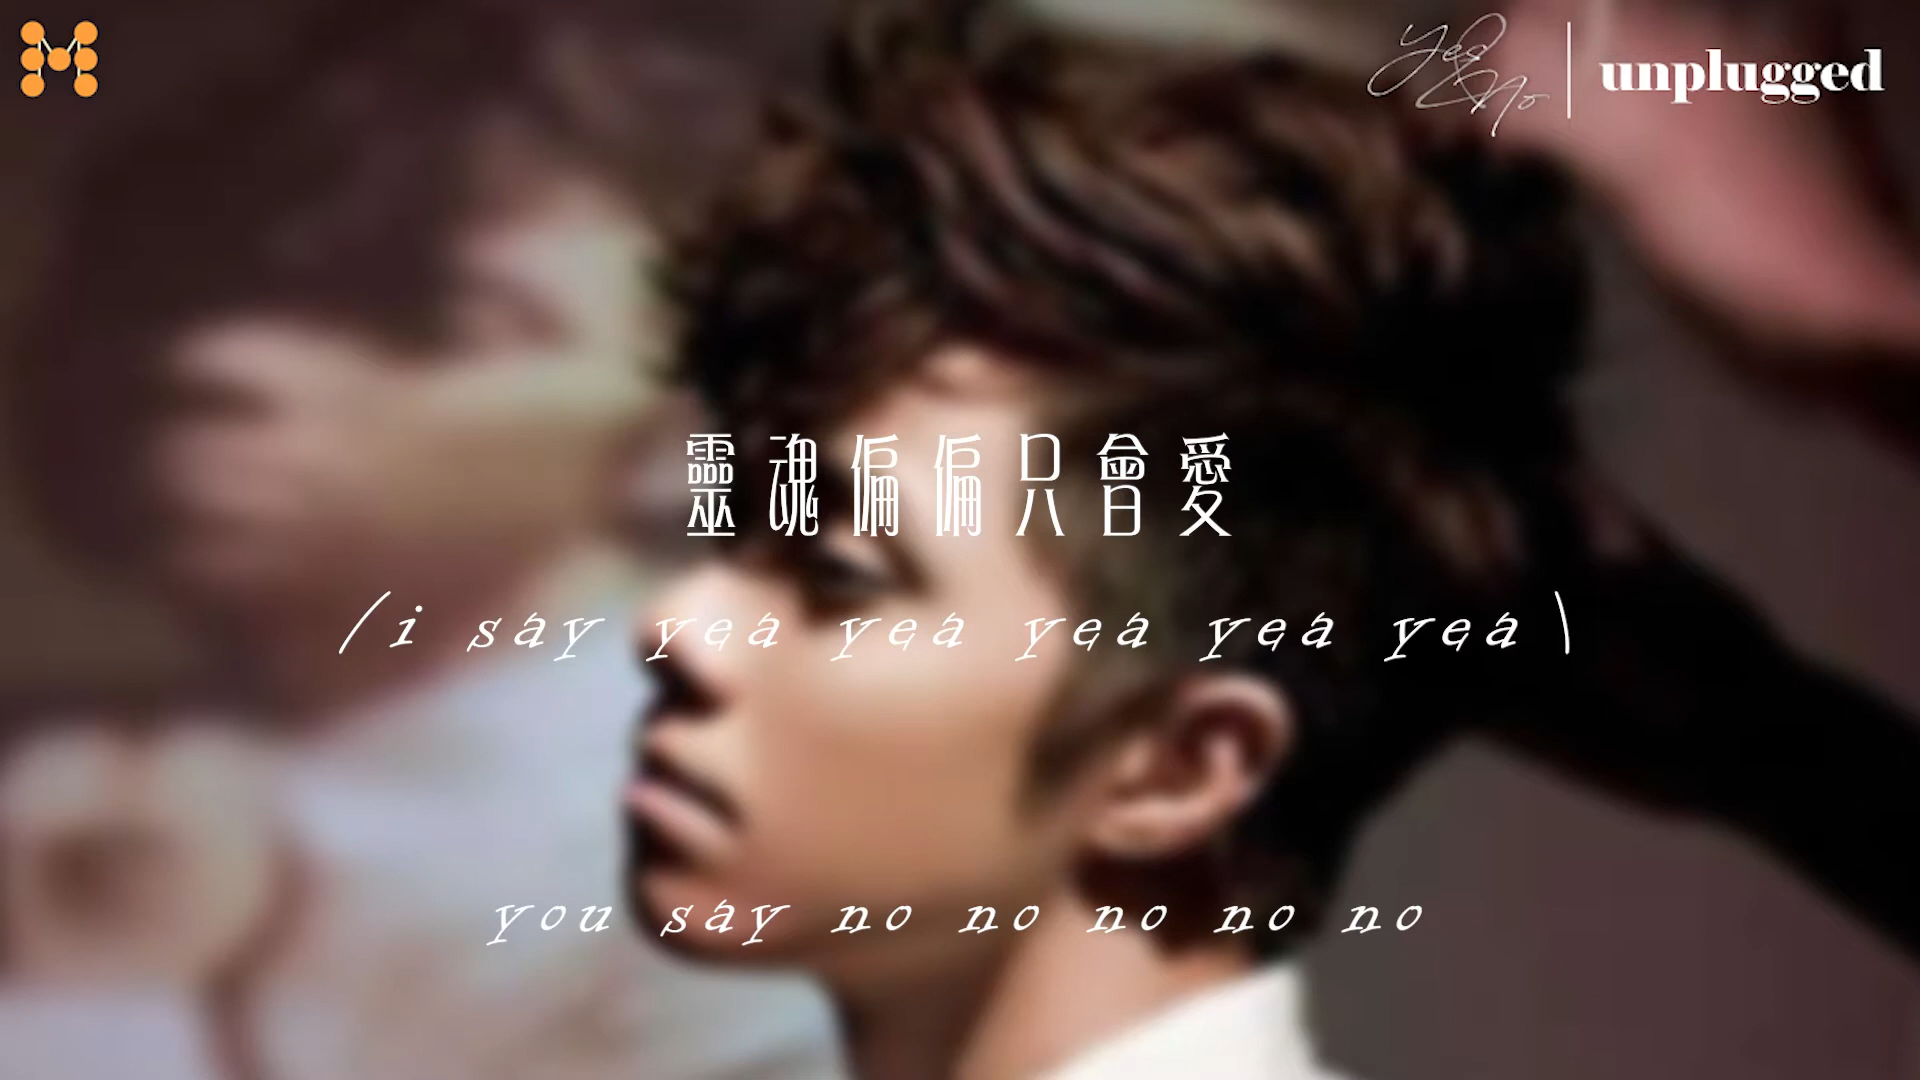 Yes & No | unplugged
靈魂偏偏只會愛
(i say yea yea yea yea yea)
you say no no no no no